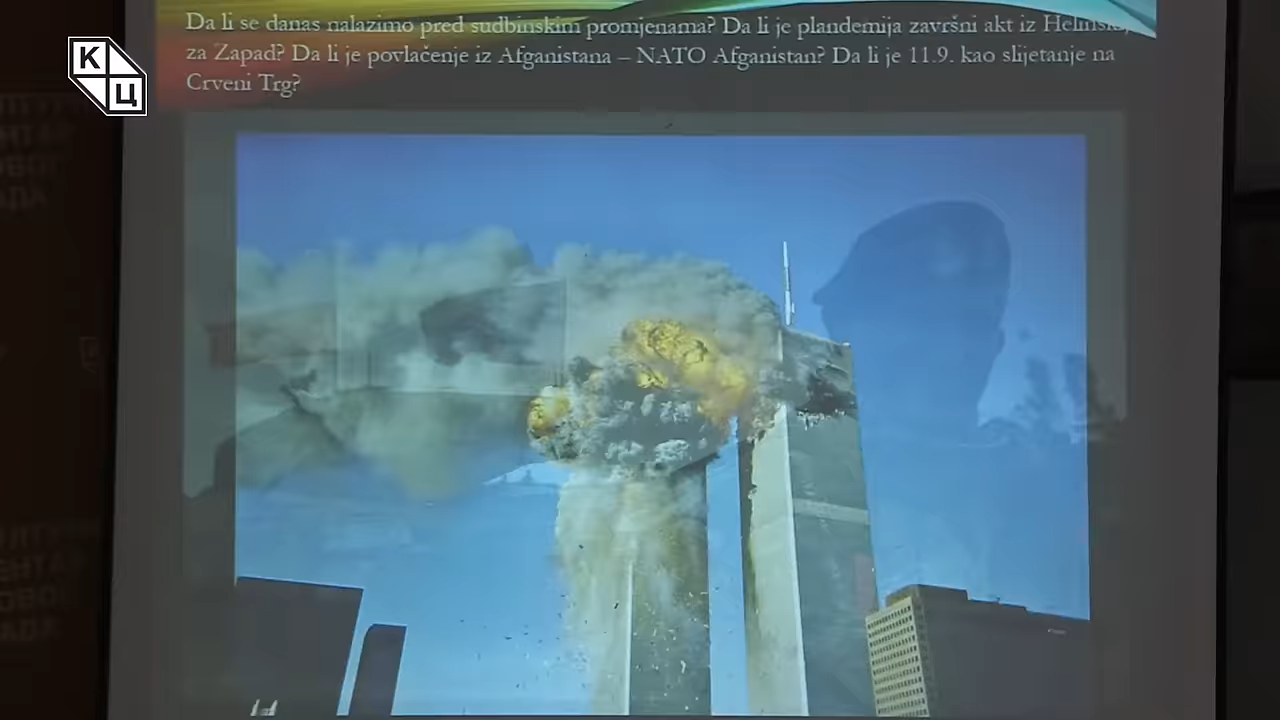 Da li se danas nalazimo pred sudbinskim promjenama? Da li je plandemija završni akt iz Helinskija
za Zapad? Da li je povlačenje iz Afganistana – NATO Afganistan? Da li je 11.9. kao slijetanje na
Crveni Trg?
К
Ц